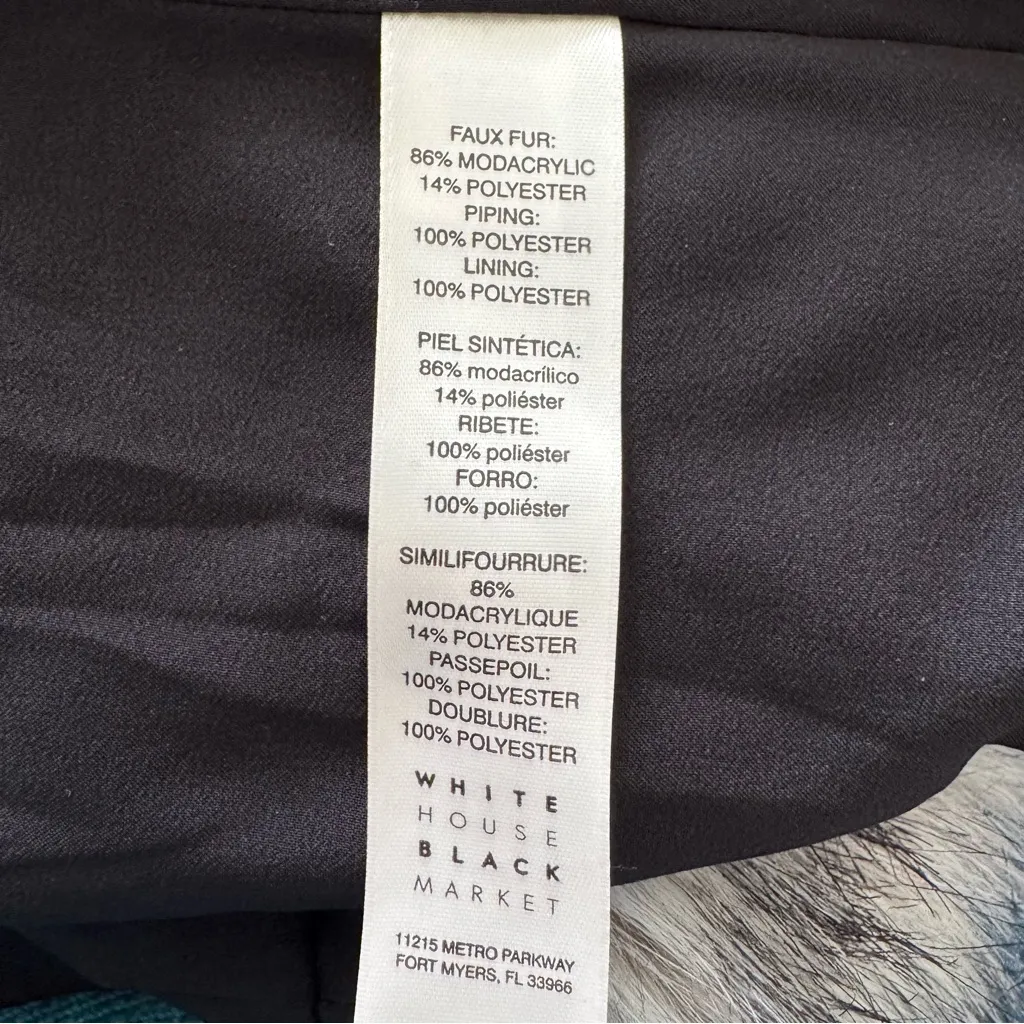 FAUX FUR:
86% MODACRYLIC
14% POLYESTER
PIPING:
100% POLYESTER
LINING:
100% POLYESTER
PIEL SINTÉTICA:
86% modacrílico
14% poliéster
RIBETE:
100% poliéster
FORRO:
100% poliéster
SIMILIFOURRURE:
86%
MODACRYLIQUE
14% POLYESTER
PASSEPOIL:
100% POLYESTER
DOUBLURE:
100% POLYESTER
WHITE
HOUSE
BLACK
MARKET
11215 METRO PARKWAY
FORT MYERS, FL 33966